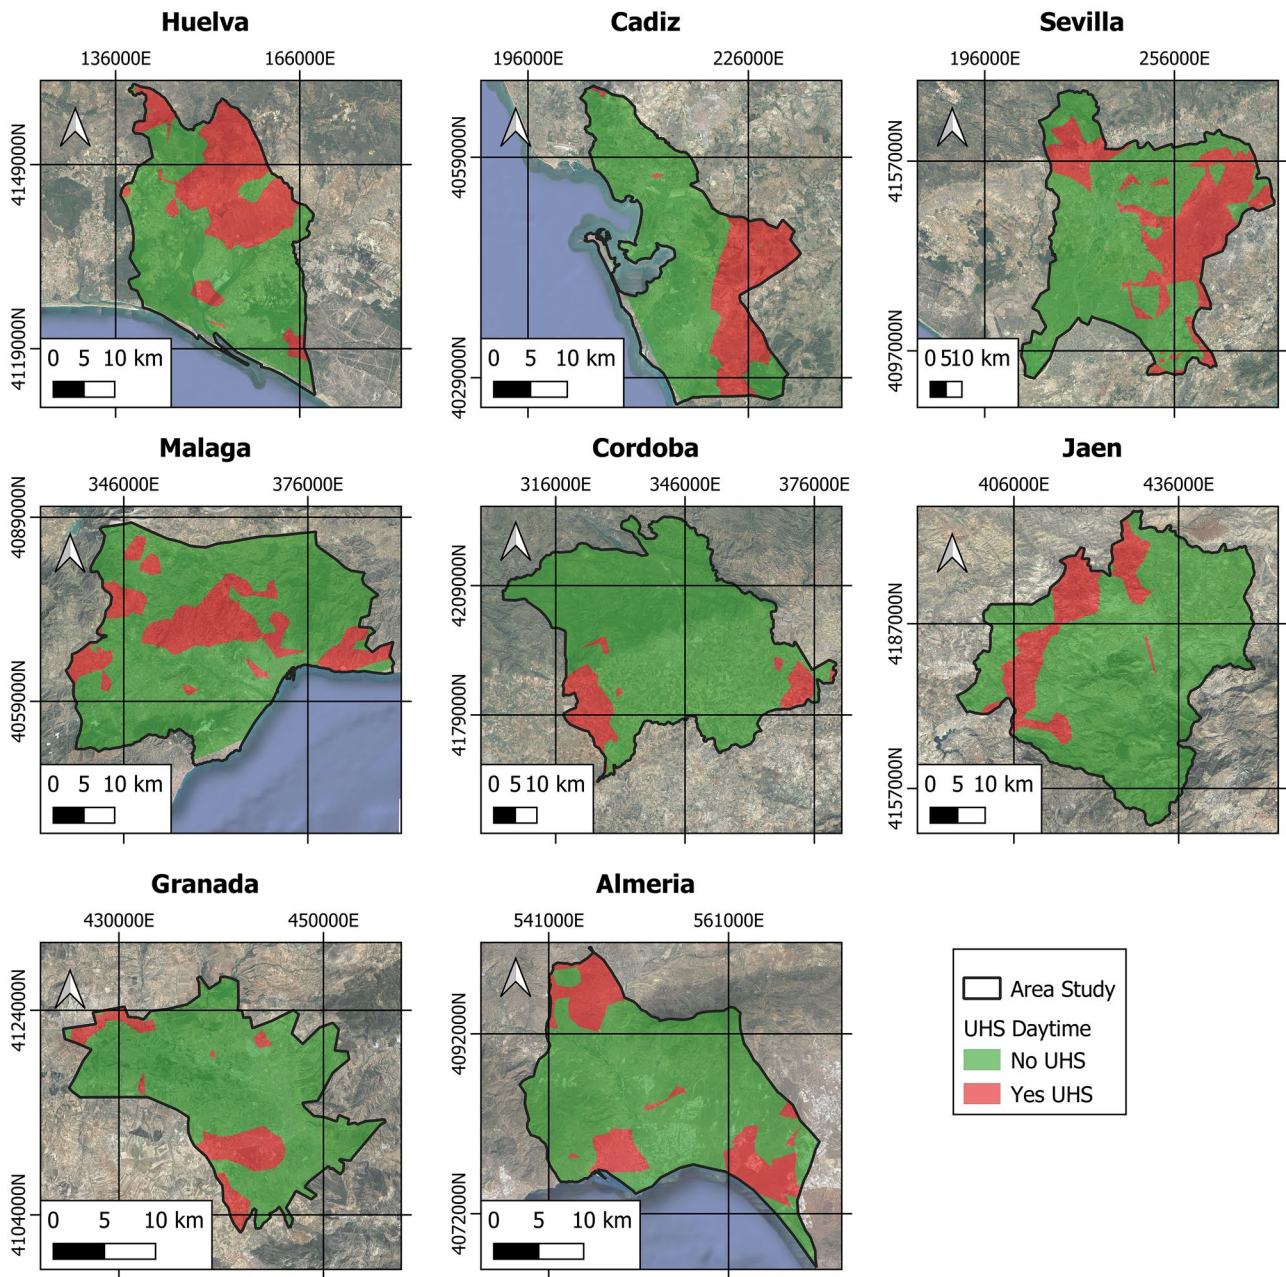 Huelva
136000E 166000E
4149000N
4119000N
0 5 10 km
Cadiz
196000E 226000E
4059000N
4029000N
0 5 10 km
Sevilla
196000E 256000E
4157000N
4097000N
0 510 km
Malaga
346000E 376000E
4089000N
4059000N
0 5 10 km
Cordoba
316000E 346000E 376000E
4209000N
4179000N
0 5 10 km
Jaen
406000E 436000E
4187000N
4157000N
0 5 10 km
Granada
430000E 450000E
4124000N
4104000N
0 5 10 km
Almeria
541000E 561000E
4092000N
4072000N
0 5 10 km
Area Study
UHS Daytime
No UHS
Yes UHS